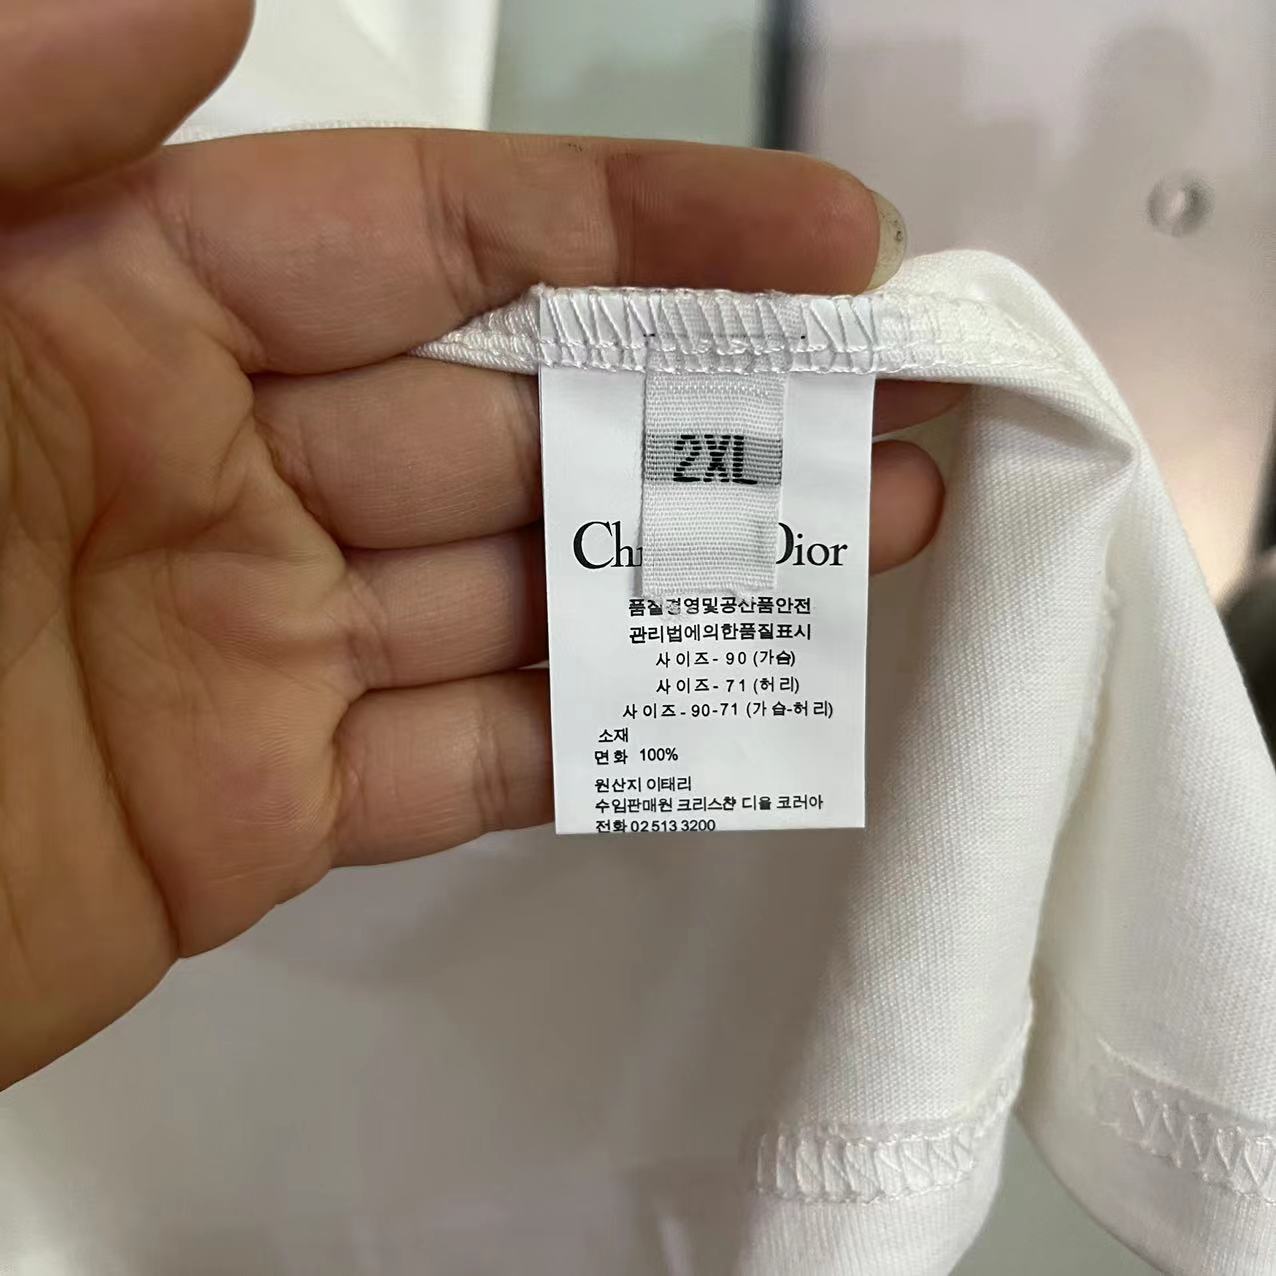 2XL
Ch Dior
품질경영및공산품안전
관리법에의한품질표시
사이즈-90 (가슴)
사이즈-71 (허리)
사이즈-90-71 (가슴-허리)
소재
면화 100%
원산지 이태리
수임판매원 크리스챤 디올 코러아
전화 02 513 3200